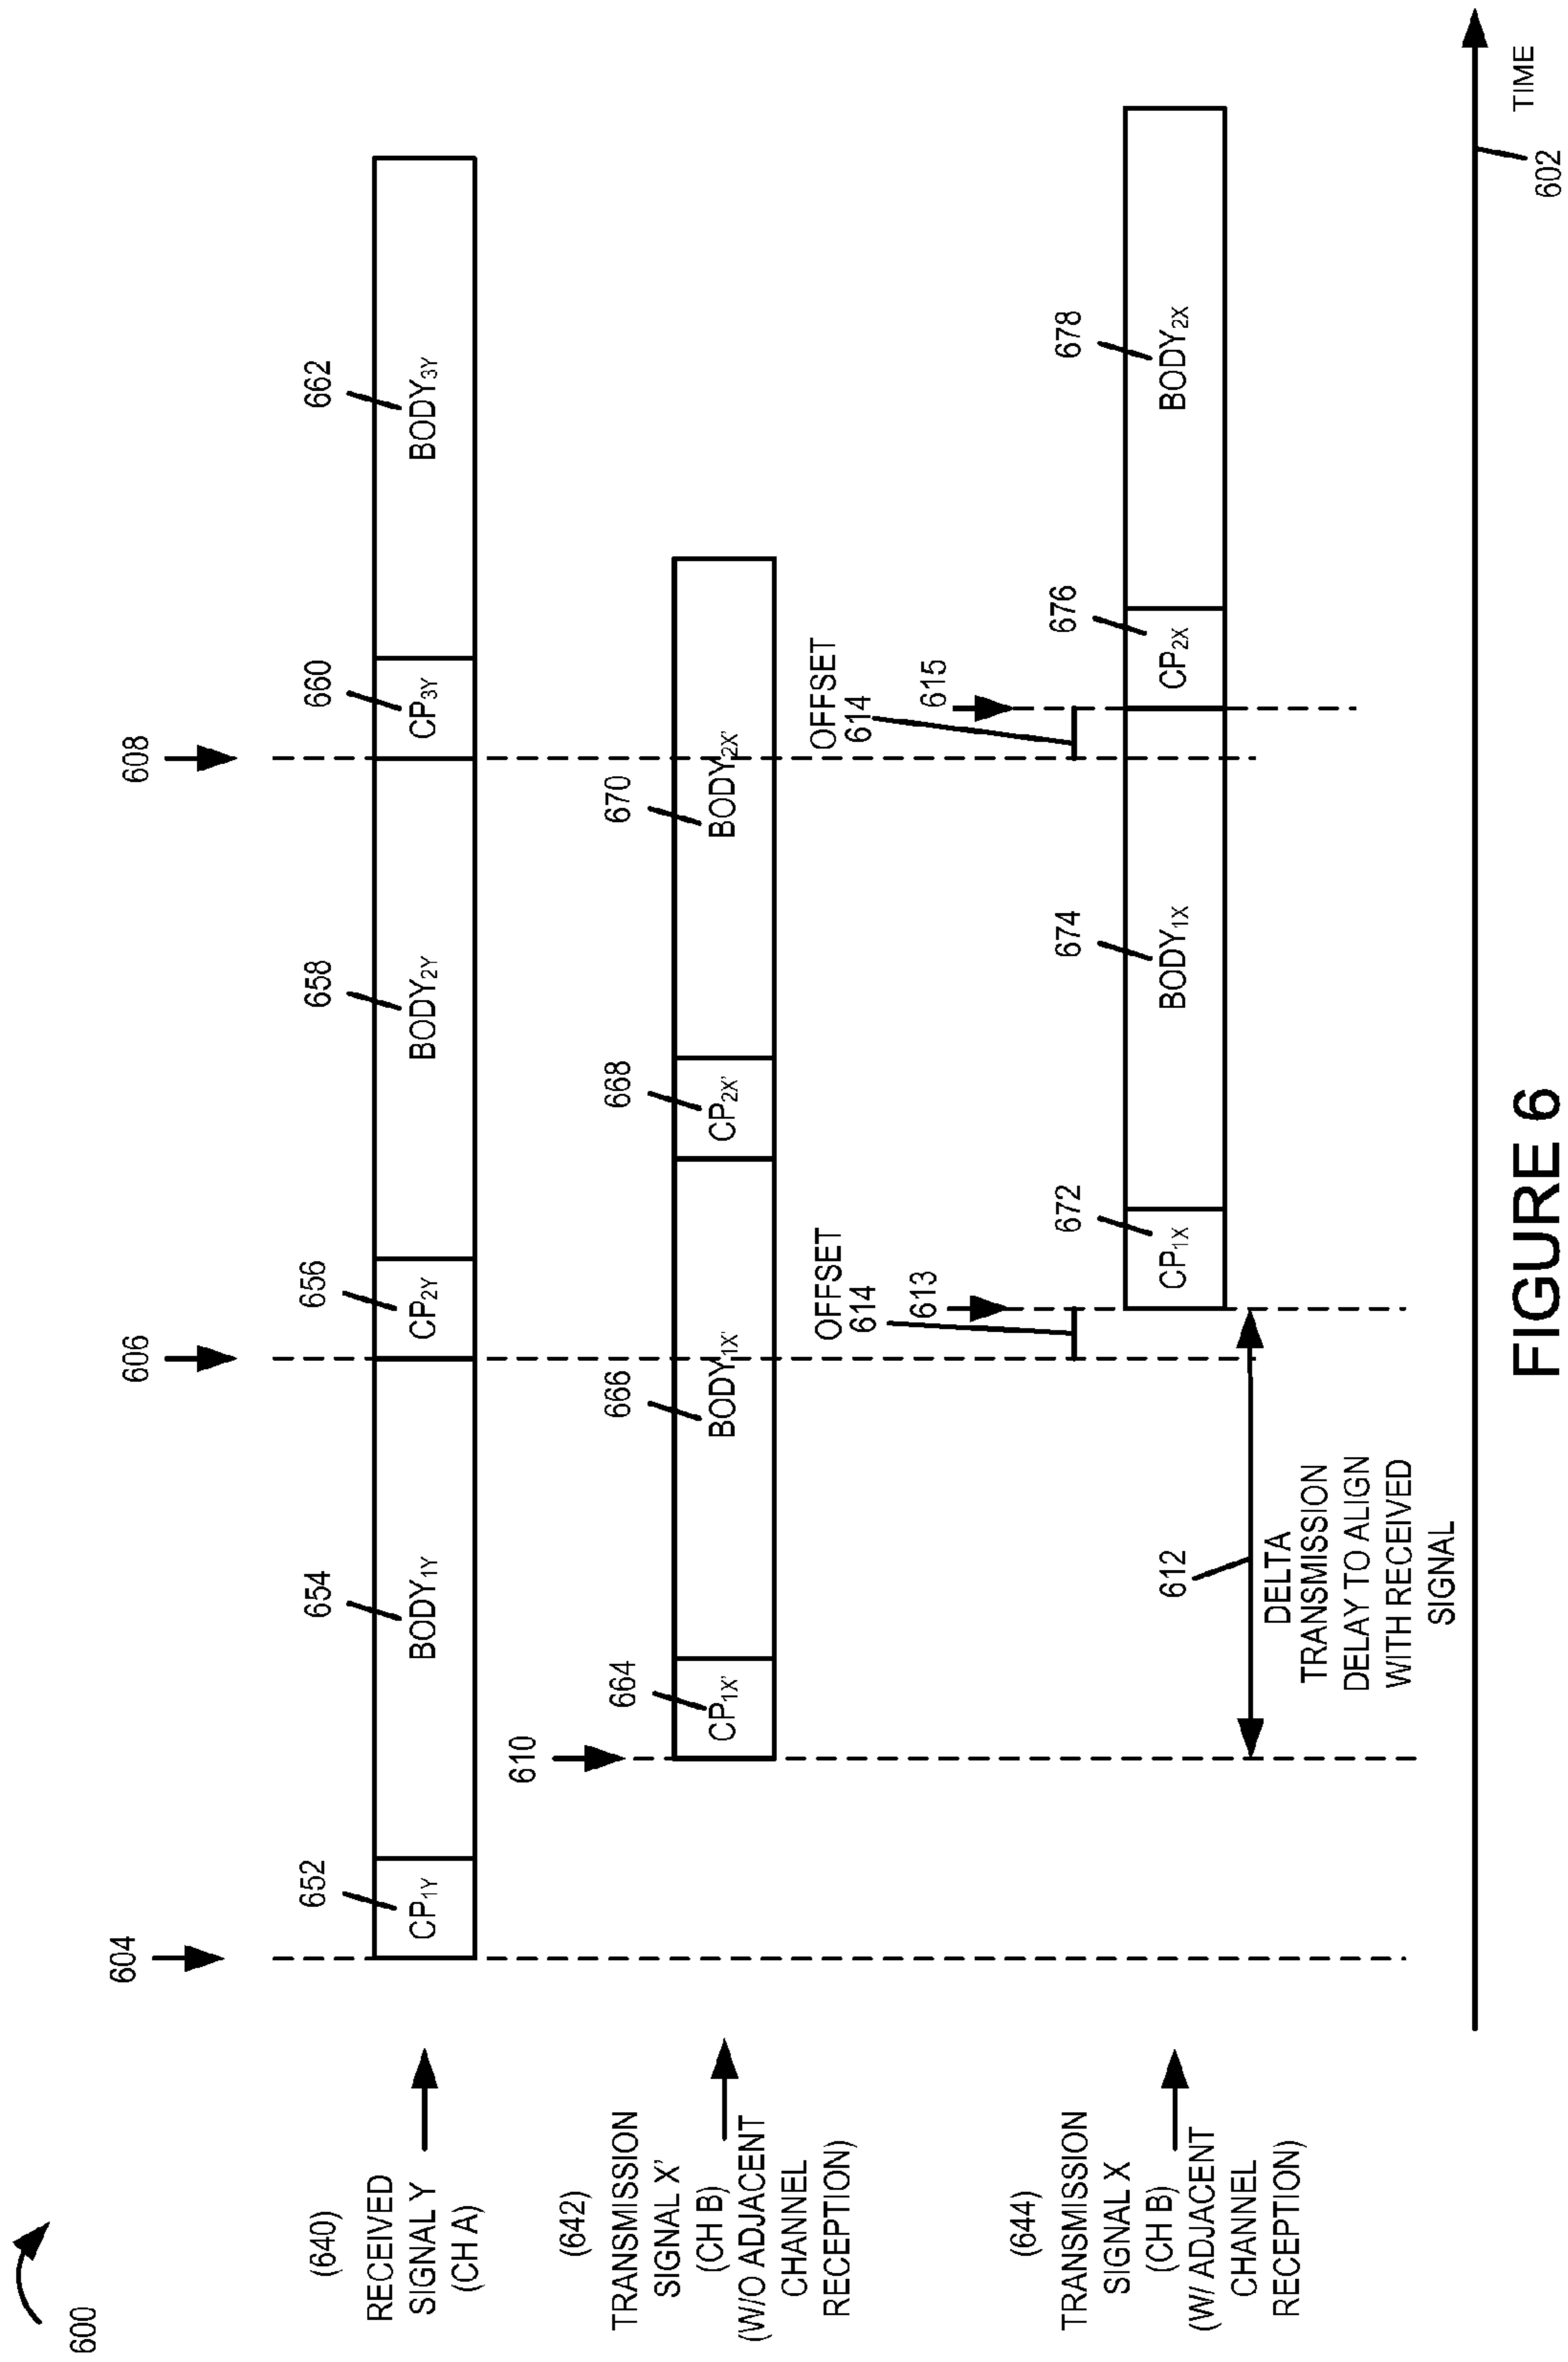 600
604
606
608
(640)
RECEIVED
SIGNAL Y
(CH A)
652
654
656
658
660
662
CP1Y
BODY1Y
CP2Y
BODY2Y
CP3Y
BODY3Y
610
(642)
TRANSMISSION
SIGNAL X'
(CH B)
(W/O ADJACENT
CHANNEL
RECEPTION)
664
666
668
670
CP1X'
BODY1X'
CP2X'
BODY2X'
OFFSET
614
613
OFFSET
614
615
(644)
TRANSMISSION
SIGNAL X
(CH B)
(W/ ADJACENT
CHANNEL
RECEPTION)
672
674
676
678
CP1X
BODY1X
CP2X
BODY2X
612
DELTA
TRANSMISSION
DELAY TO ALIGN
WITH RECEIVED
SIGNAL
TIME
602
FIGURE 6